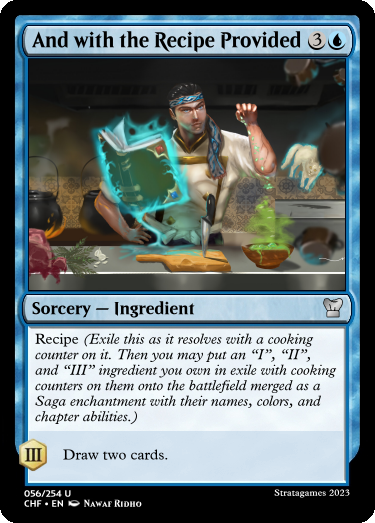 And with the Recipe Provided 3
Sorcery — Ingredient
Recipe (Exile this as it resolves with a cooking
counter on it. Then you may put an “I”, “II”,
and “III” ingredient you own in exile with cooking
counters on them onto the battlefield merged as a
Saga enchantment with their names, colors, and
chapter abilities.)
III Draw two cards.
056/254 U
Stratagames 2023
CHF • EN Nawaf Ridho